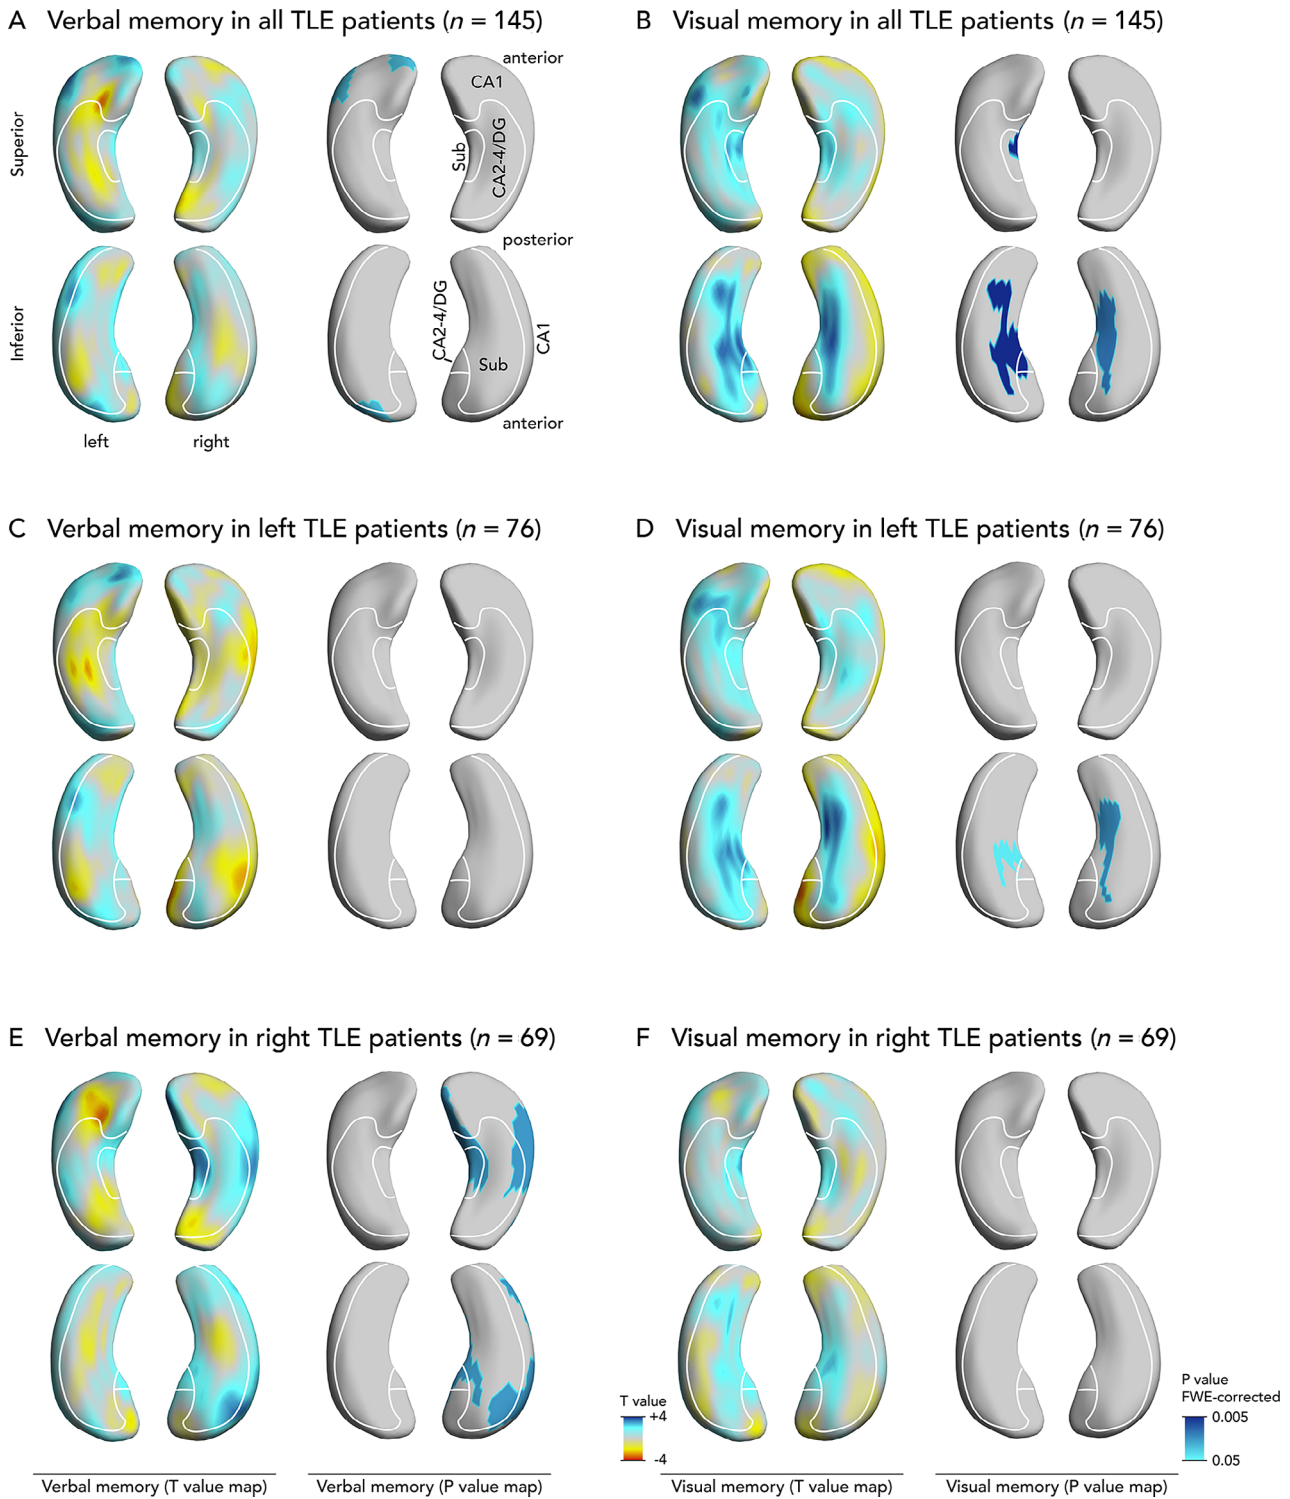 A Verbal memory in all TLE patients (n = 145)
B Visual memory in all TLE patients (n = 145)
anterior
CA1
Superior
Sub
CA2-4/DG
posterior
Inferior
CA2-4/DG
CA1
Sub
anterior
left
right
C Verbal memory in left TLE patients (n = 76)
D Visual memory in left TLE patients (n = 76)
E Verbal memory in right TLE patients (n = 69)
F Visual memory in right TLE patients (n = 69)
T value
+4
-4
P value
FWE-corrected
0.005
0.05
Verbal memory (T value map)
Verbal memory (P value map)
Visual memory (T value map)
Visual memory (P value map)